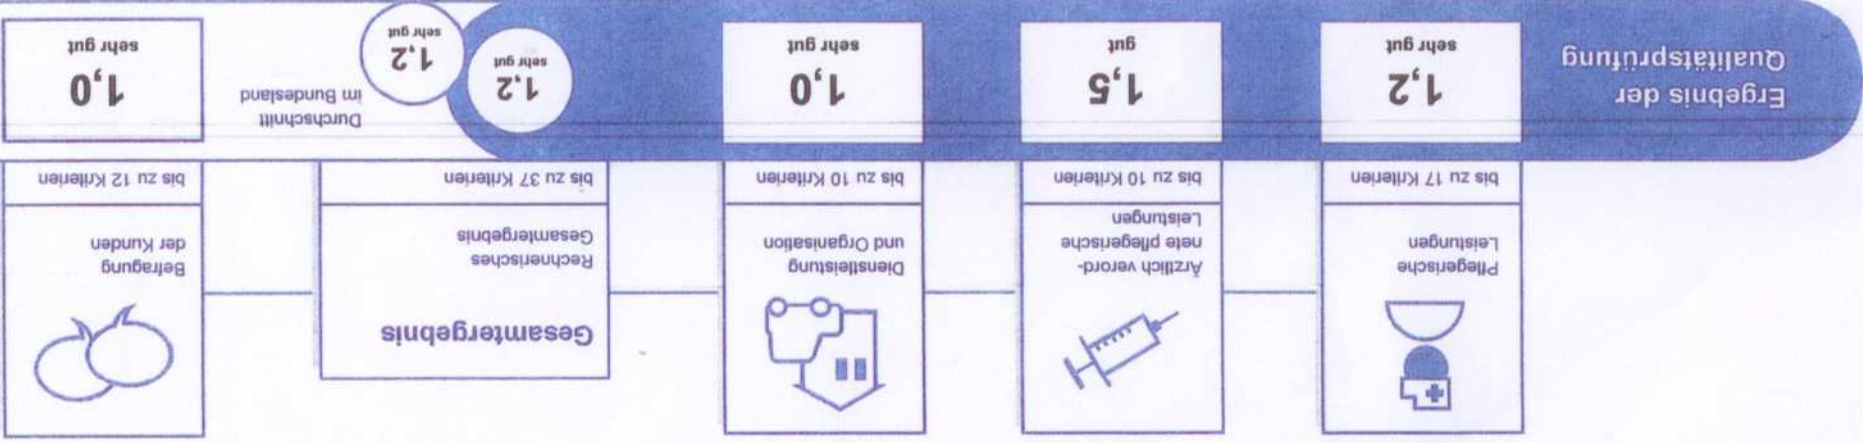 Pflegerische
Leistungen
bis zu 17 Kriterien
Ärztlich verord-
nete pflegerische
Leistungen
bis zu 10 Kriterien
Dienstleistung
und Organisation
bis zu 10 Kriterien
Gesamtergebnis
Rechnerisches
Gesamtergebnis
bis zu 37 Kriterien
Befragung
der Kunden
bis zu 12 Kriterien
Ergebnis der
Qualitätsprüfung
1,2
sehr gut
1,5
gut
1,0
sehr gut
1,2
sehr gut
1,2
sehr gut
Durchschnitt
im Bundesland
1,0
sehr gut